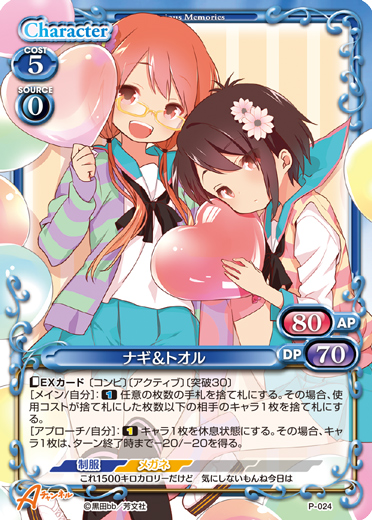 Precious Memories
Character
COST
5
SOURCE
0
80 AP
ナギ&トオル
DP 70
EXカード 〔コンビ〕〔アクティブ〕〔突破30〕
［メイン/自分］：1 任意の枚数の手札を捨て札にする。その場合、使
用コストが捨て札にした枚数以下の相手のキャラ1枚を捨て札にす
る。
［アプローチ/自分］：1 キャラ1枚を休息状態にする。その場合、キャ
ラ1枚は、ターン終了時まで-20/-20を得る。
制服 メガネ
これ1500キロカロリーだけど 気にしないもんね今日は
Aチャンネル
©黒田bb／芳文社
P-024